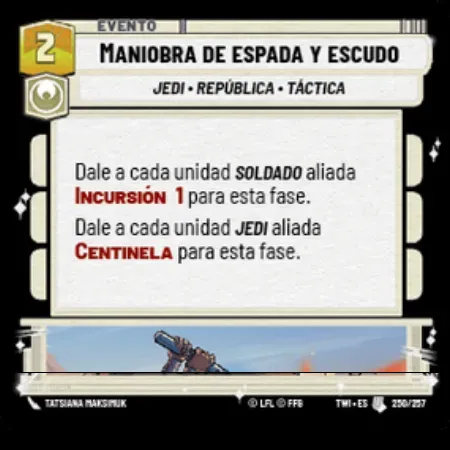 EVENTO
2
MANIOBRA DE ESPADA Y ESCUDO
JEDI • REPÚBLICA • TÁCTICA
Dale a cada unidad SOLDADO aliada
INCURSIÓN 1 para esta fase.
Dale a cada unidad JEDI aliada
CENTINELA para esta fase.
TATSIANA MAKSIMUK
© LFL © FFG
TWI • ES
250/257